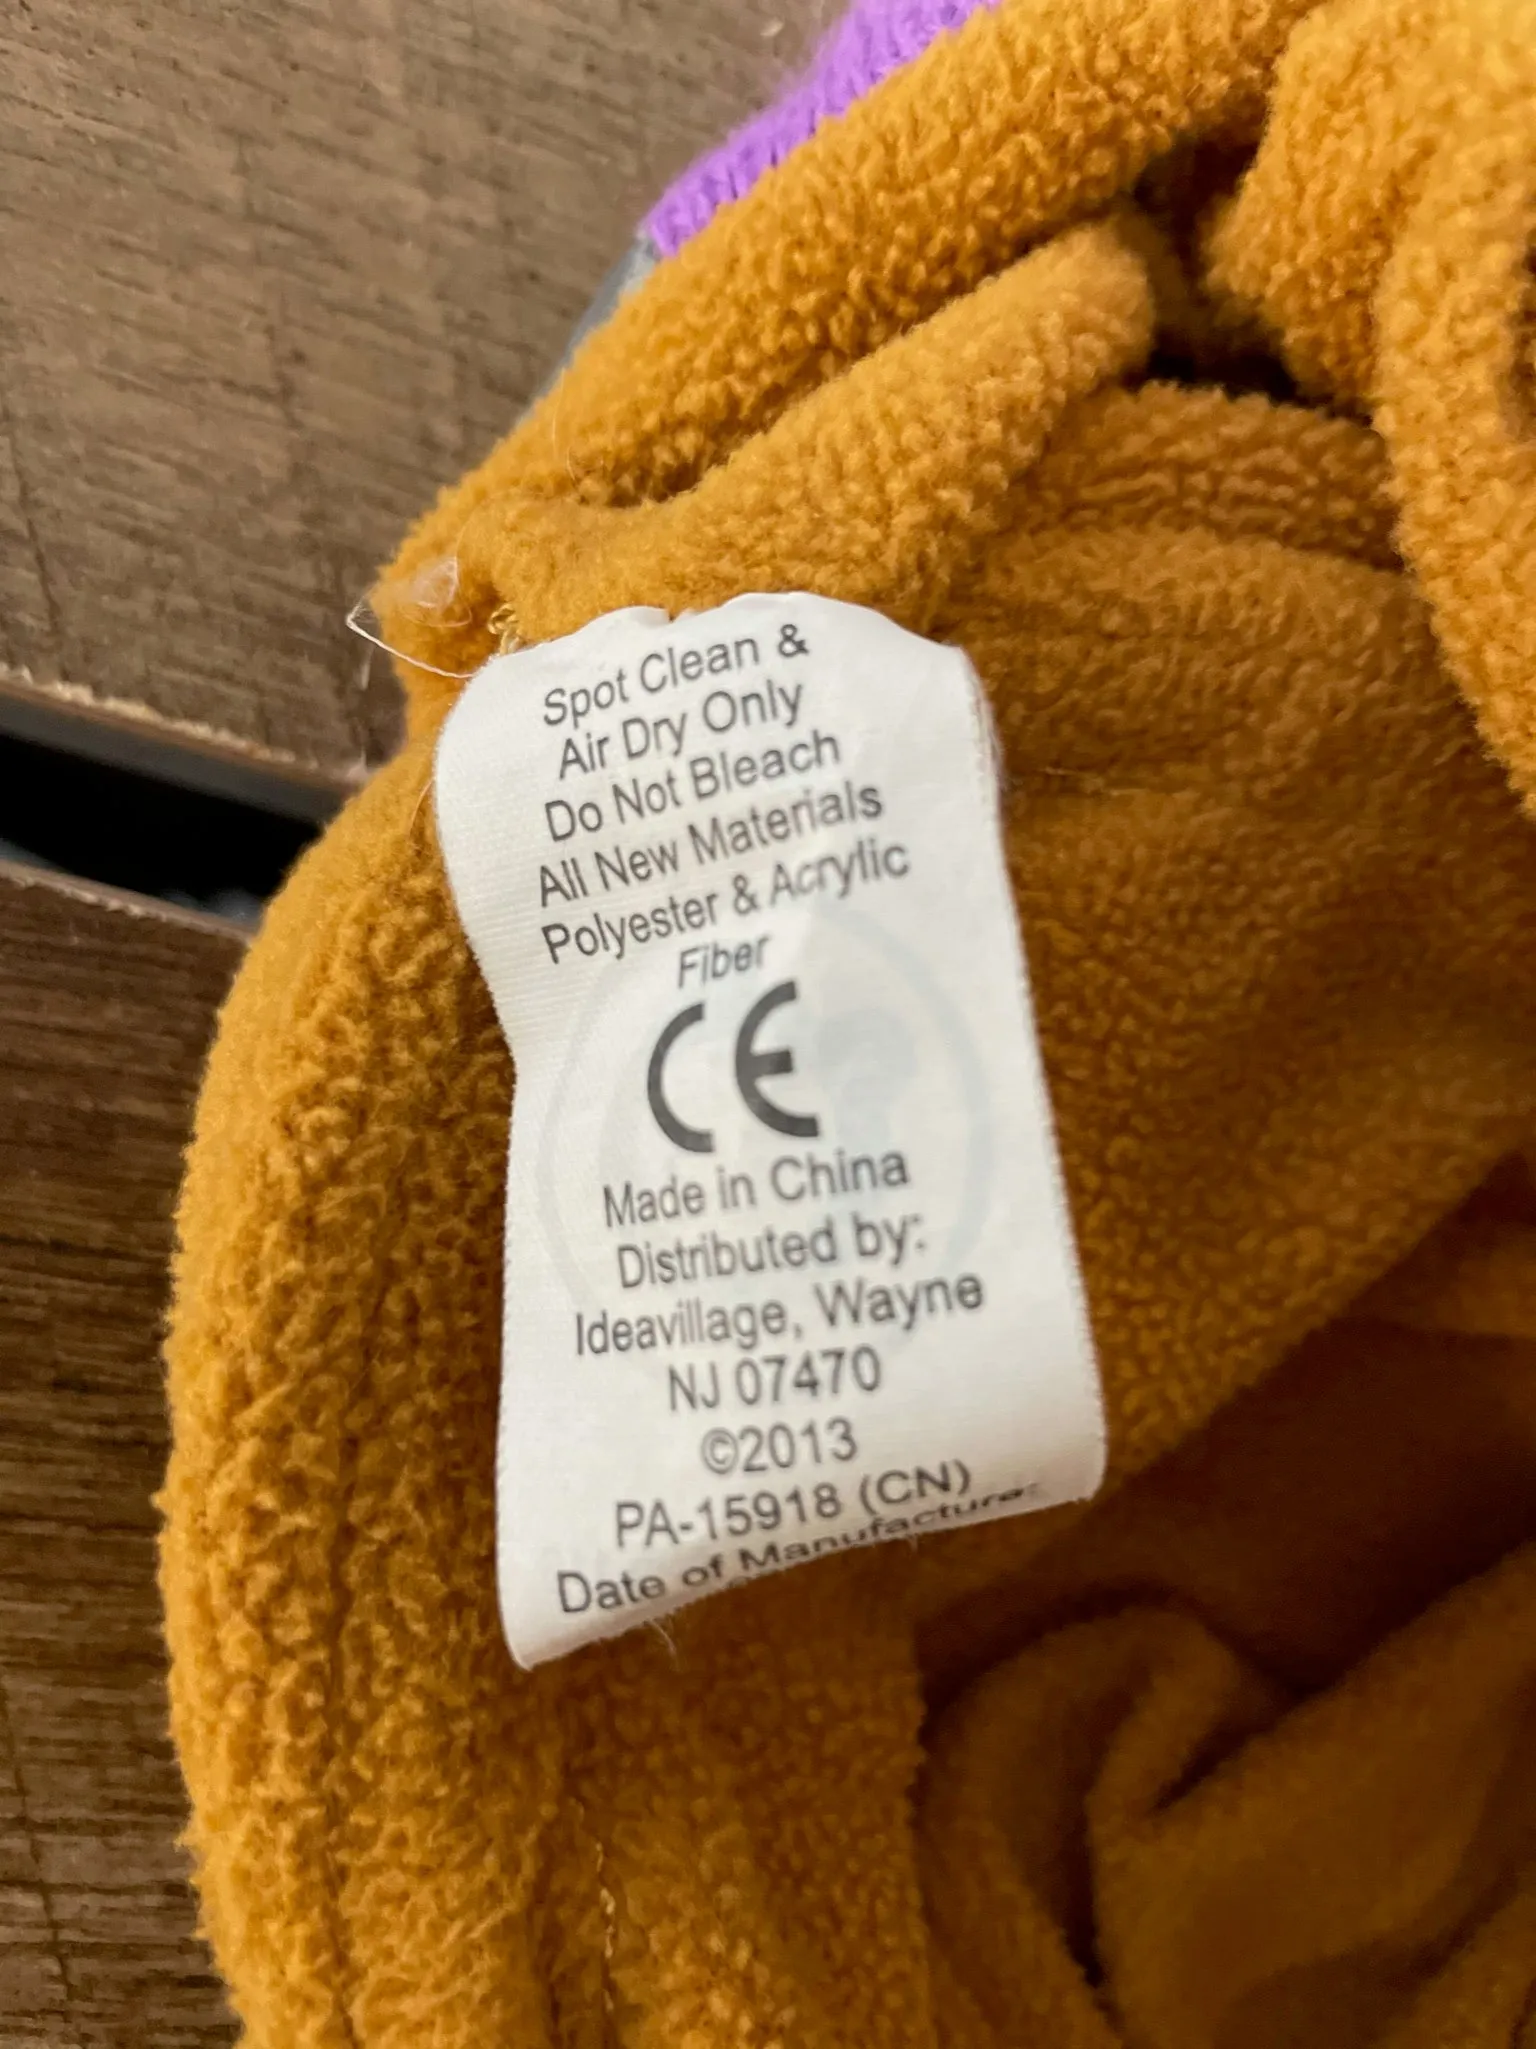 Spot Clean &
Air Dry Only
Do Not Bleach
All New Materials
Polyester & Acrylic
Fiber
CE
Made in China
Distributed by:
Ideavillage, Wayne
NJ 07470
©2013
PA-15918 (CN)
Date of Manufacture: